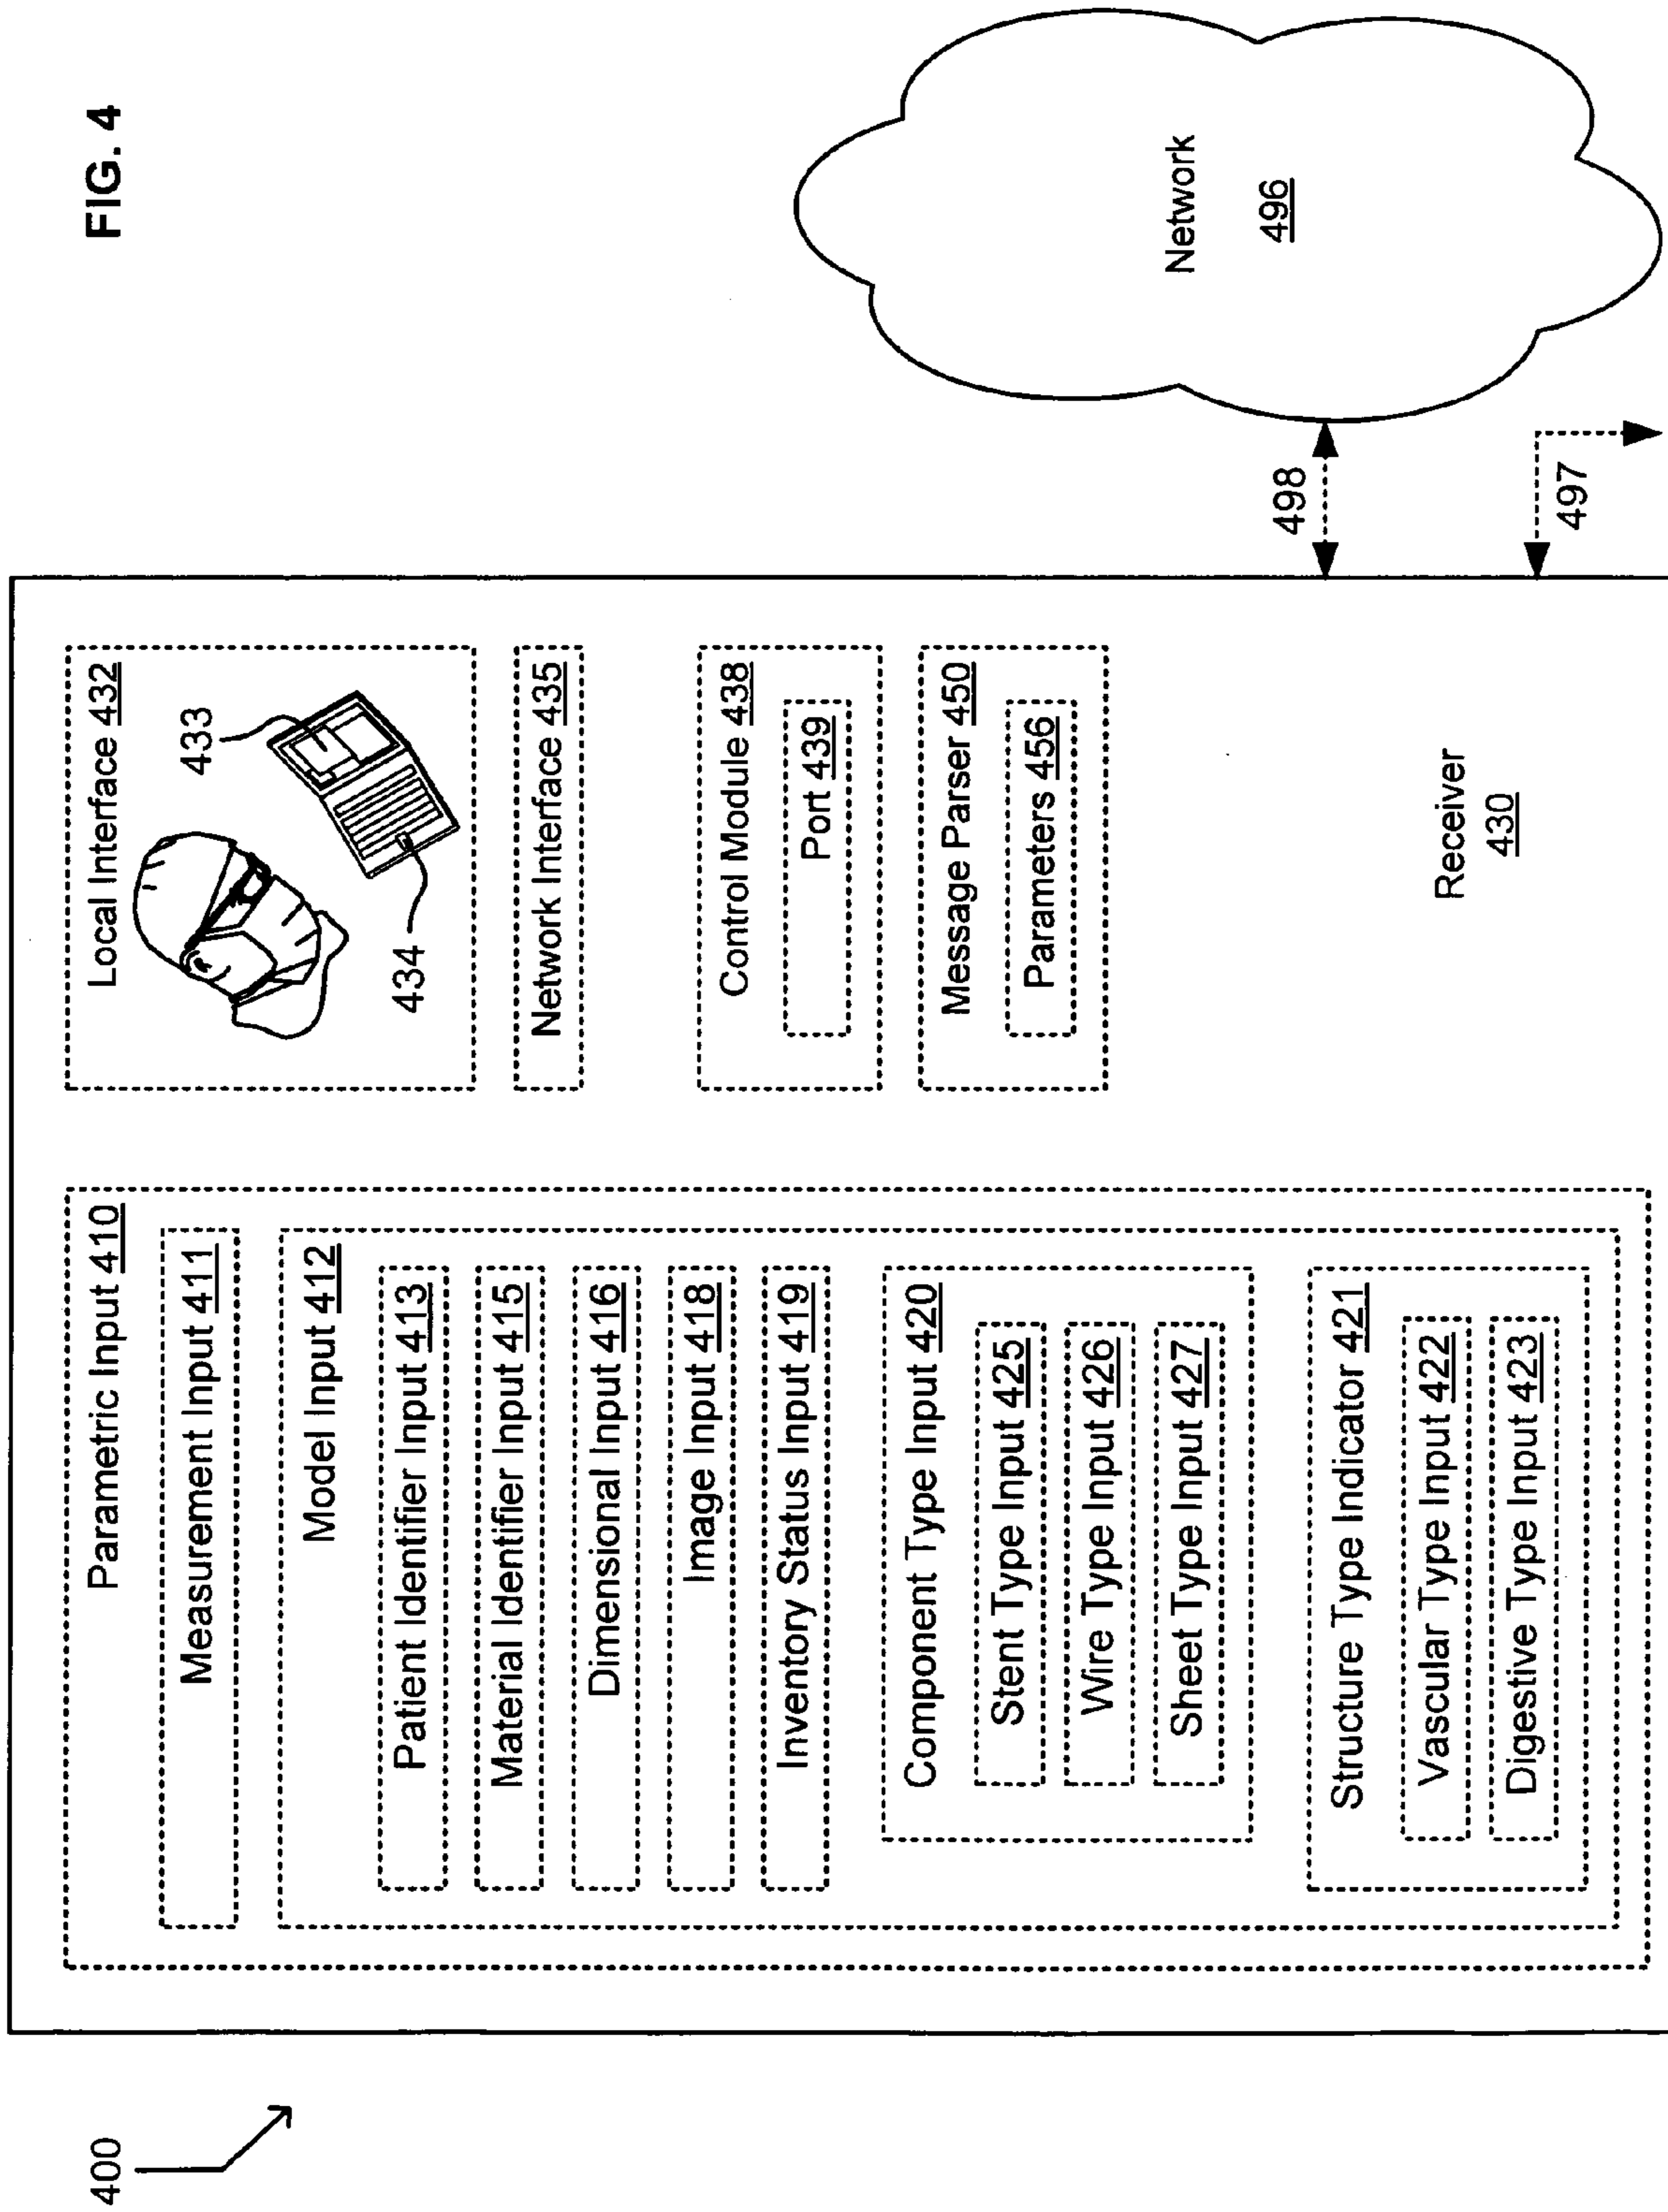 FIG. 4
400
Parametric Input 410
Measurement Input 411
Model Input 412
Patient Identifier Input 413
Material Identifier Input 415
Dimensional Input 416
Image Input 418
Inventory Status Input 419
Component Type Input 420
Stent Type Input 425
Wire Type Input 426
Sheet Type Input 427
Structure Type Indicator 421
Vascular Type Input 422
Digestive Type Input 423
Local Interface 432
433
434
Network Interface 435
Control Module 438
Port 439
Message Parser 450
Parameters 456
Receiver
430
498
497
Network
496